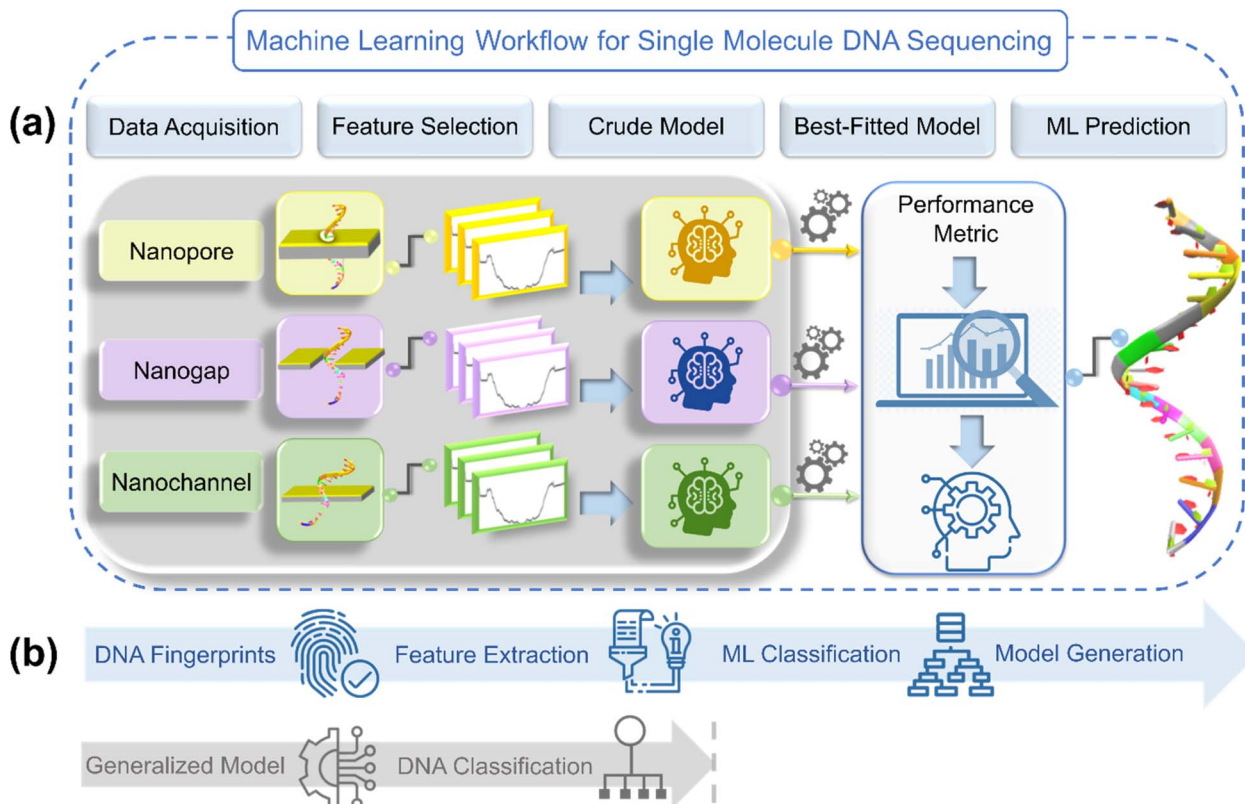 Machine Learning Workflow for Single Molecule DNA Sequencing
(a)
Data Acquisition
Feature Selection
Crude Model
Best-Fitted Model
ML Prediction
Nanopore
Nanogap
Nanochannel
Performance
Metric
(b)
DNA Fingerprints
Feature Extraction
ML Classification
Model Generation
Generalized Model
DNA Classification